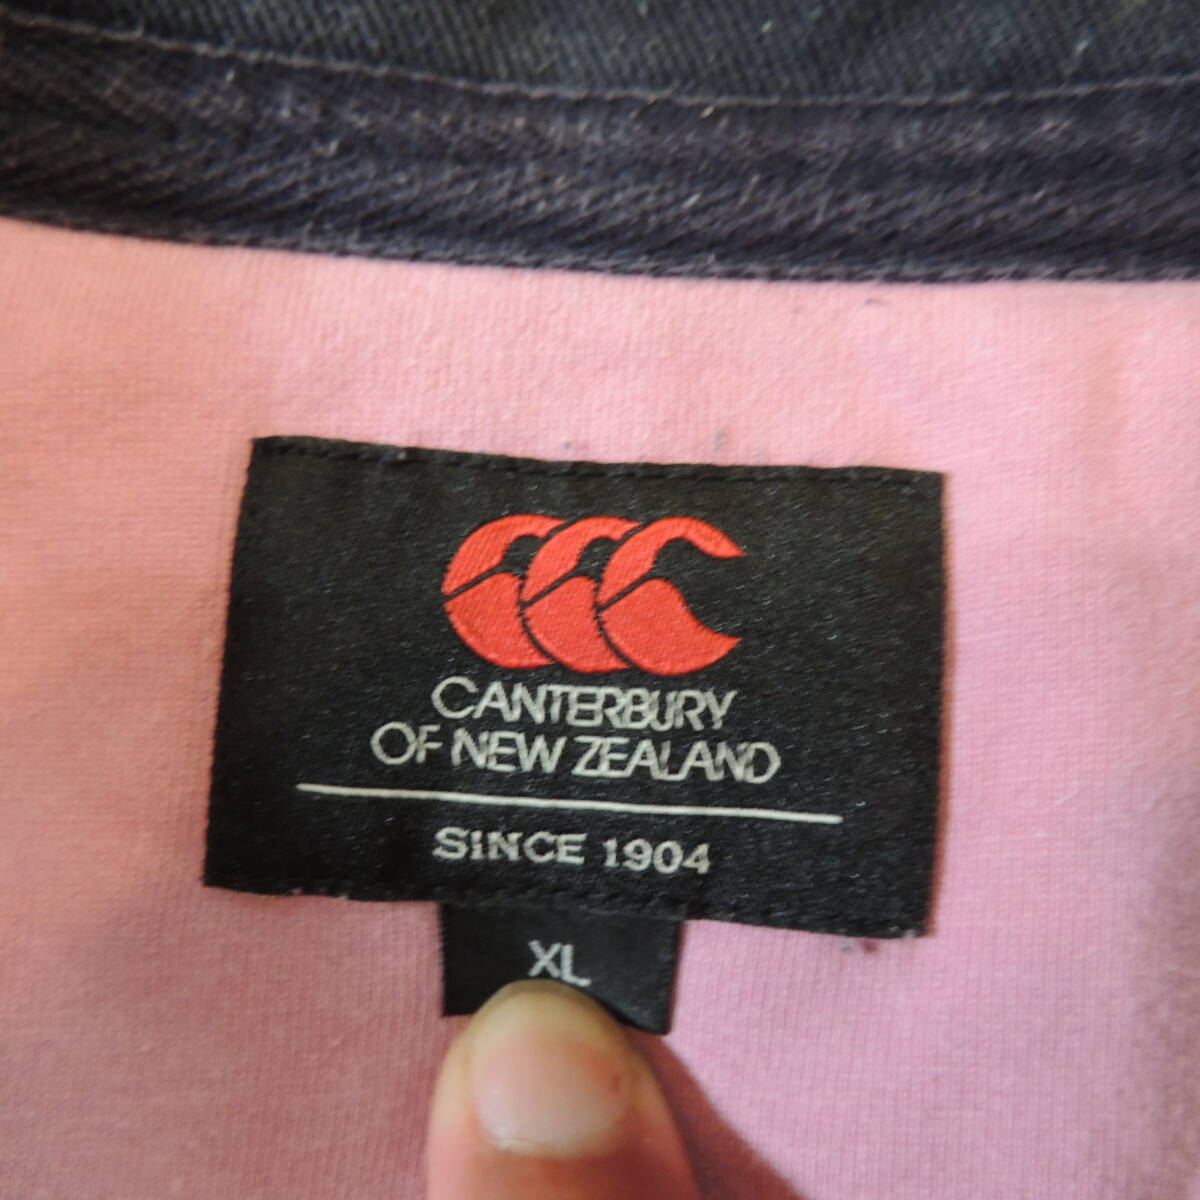 CANTERBURY
OF NEW ZEALAND
SINCE 1904
XL